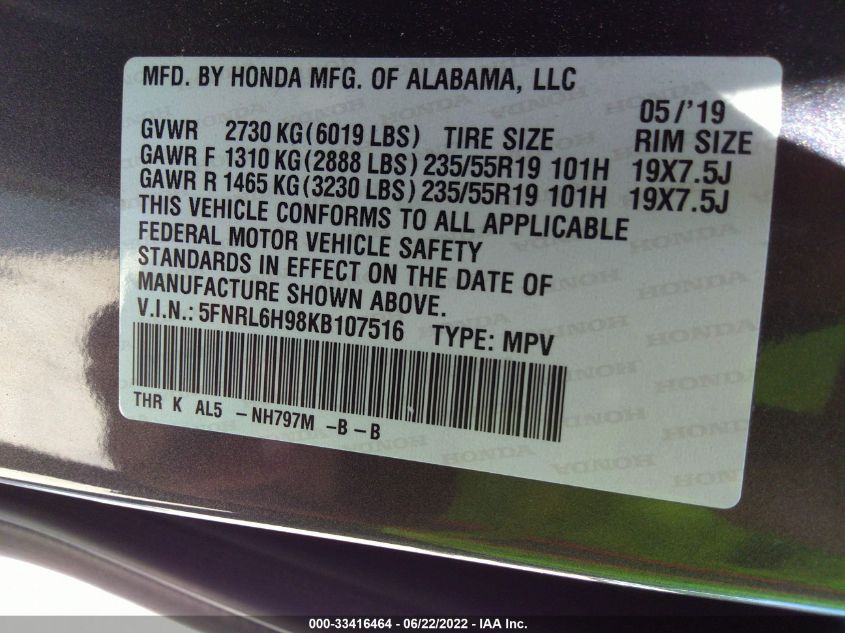 MFD. BY HONDA MFG. OF ALABAMA, LLC
05/'19
GVWR 2730 KG(6019 LBS) TIRE SIZE RIM SIZE
GAWR F 1310 KG(2888 LBS) 235/55R19 101H 19X7.5J
GAWR R 1465 KG(3230 LBS) 235/55R19 101H 19X7.5J
THIS VEHICLE CONFORMS TO ALL APPLICABLE
FEDERAL MOTOR VEHICLE SAFETY
STANDARDS IN EFFECT ON THE DATE OF
MANUFACTURE SHOWN ABOVE.
V.I.N.: 5FNRL6H98KB107516 TYPE: MPV
THR K AL5 -NH797M -B-B
000-33416464 - 06/22/2022 - IAA Inc.